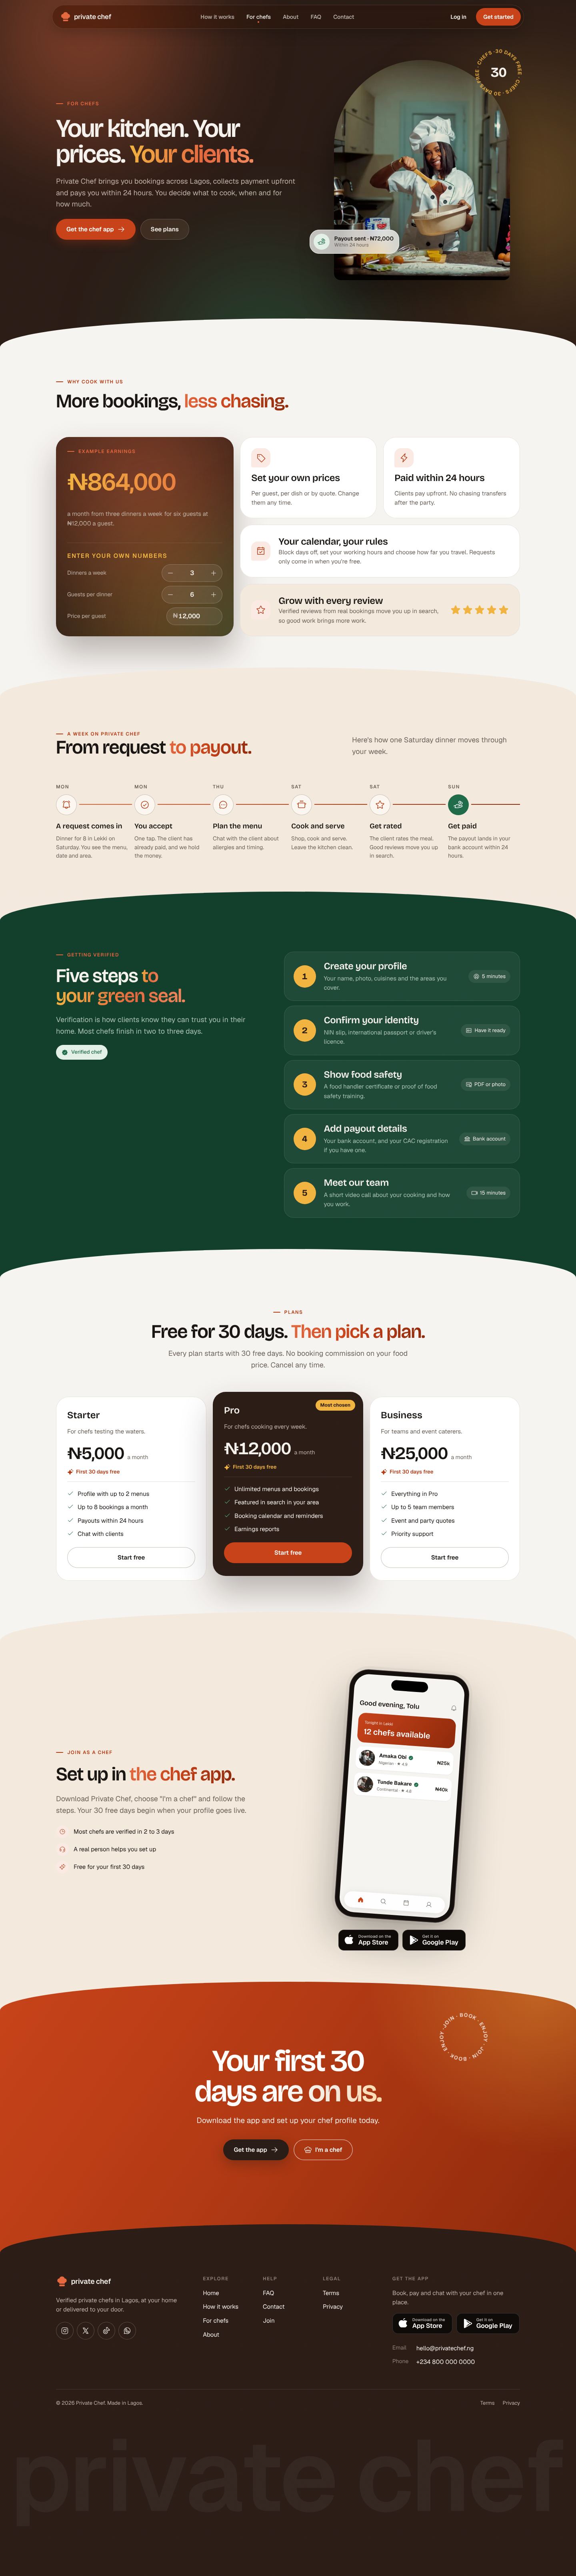 private chef
How it works
For chefs
About
FAQ
Contact
Log in
Get started
FOR CHEFS
Your kitchen. Your
prices. Your clients.
Private Chef brings you bookings across Lagos, collects payment upfront
and pays you within 24 hours. You decide what to cook, when and for
how much.
Get the chef app
See plans
30
Payout sent · ₦72,000
Within 24 hours
WHY COOK WITH US
More bookings, less chasing.
EXAMPLE EARNINGS
₦864,000
a month from three dinners a week for six guests at
₦12,000 a guest.
ENTER YOUR OWN NUMBERS
Dinners a week
− 3 +
Guests per dinner
− 6 +
Price per guest
₦ 12,000
Set your own prices
Per guest, per dish or by quote. Change
them any time.
Paid within 24 hours
Clients pay upfront. No chasing transfers
after the party.
Your calendar, your rules
Block days off, set your working hours and choose how far you travel. Requests
only come in when you're free.
Grow with every review
Verified reviews from real bookings move you up in search,
so good work brings more work.
A WEEK ON PRIVATE CHEF
From request to payout.
Here's how one Saturday dinner moves through
your week.
MON
A request comes in
Dinner for 8 in Lekki on
Saturday. You see the menu,
date and area.
MON
You accept
One tap. The client has
already paid, and we hold
the money.
THU
Plan the menu
Chat with the client about
allergies and timing.
SAT
Cook and serve
Shop, cook and serve.
Leave the kitchen clean.
SAT
Get rated
The client rates the meal.
Good reviews move you up
in search.
SUN
Get paid
The payout lands in your
bank account within 24
hours.
GETTING VERIFIED
Five steps to
your green seal.
Verification is how clients know they can trust you in their
home. Most chefs finish in two to three days.
Verified chef
1
Create your profile
Your name, photo, cuisines and the areas you
cover.
5 minutes
2
Confirm your identity
NIN slip, international passport or driver's
licence.
Have it ready
3
Show food safety
A food handler certificate or proof of food
safety training.
PDF or photo
4
Add payout details
Your bank account, and your CAC registration
if you have one.
Bank account
5
Meet our team
A short video call about your cooking and how
you work.
15 minutes
PLANS
Free for 30 days. Then pick a plan.
Every plan starts with 30 free days. No booking commission on your food
price. Cancel any time.
Starter
For chefs testing the waters.
₦5,000 a month
First 30 days free
Profile with up to 2 menus
Up to 8 bookings a month
Payouts within 24 hours
Chat with clients
Start free
Most chosen
Pro
For chefs cooking every week.
₦12,000 a month
First 30 days free
Unlimited menus and bookings
Featured in search in your area
Booking calendar and reminders
Earnings reports
Start free
Business
For teams and event caterers.
₦25,000 a month
First 30 days free
Everything in Pro
Up to 5 team members
Event and party quotes
Priority support
Start free
JOIN AS A CHEF
Set up in the chef app.
Download Private Chef, choose "I'm a chef" and follow the
steps. Your 30 free days begin when your profile goes live.
Most chefs are verified in 2 to 3 days
A real person helps you set up
Free for your first 30 days
Good evening, Tolu
Tonight in Lekki
12 chefs available
Amaka Obi
Nigerian · ★ 4.9
₦25k
Tunde Bakare
Continental · ★ 4.8
₦40k
Download on the
App Store
Get it on
Google Play
JOIN · BOOK · ENJOY · JOIN · BOOK · ENJOY ·
Your first 30
days are on us.
Download the app and set up your chef profile today.
Get the app
I'm a chef
private chef
Verified private chefs in Lagos, at your home
or delivered to your door.
EXPLORE
Home
How it works
For chefs
About
HELP
FAQ
Contact
Join
LEGAL
Terms
Privacy
GET THE APP
Book, pay and chat with your chef in one
place.
Download on the
App Store
Get it on
Google Play
Email hello@privatechef.ng
Phone +234 800 000 0000
© 2026 Private Chef. Made in Lagos.
Terms
Privacy
private chef